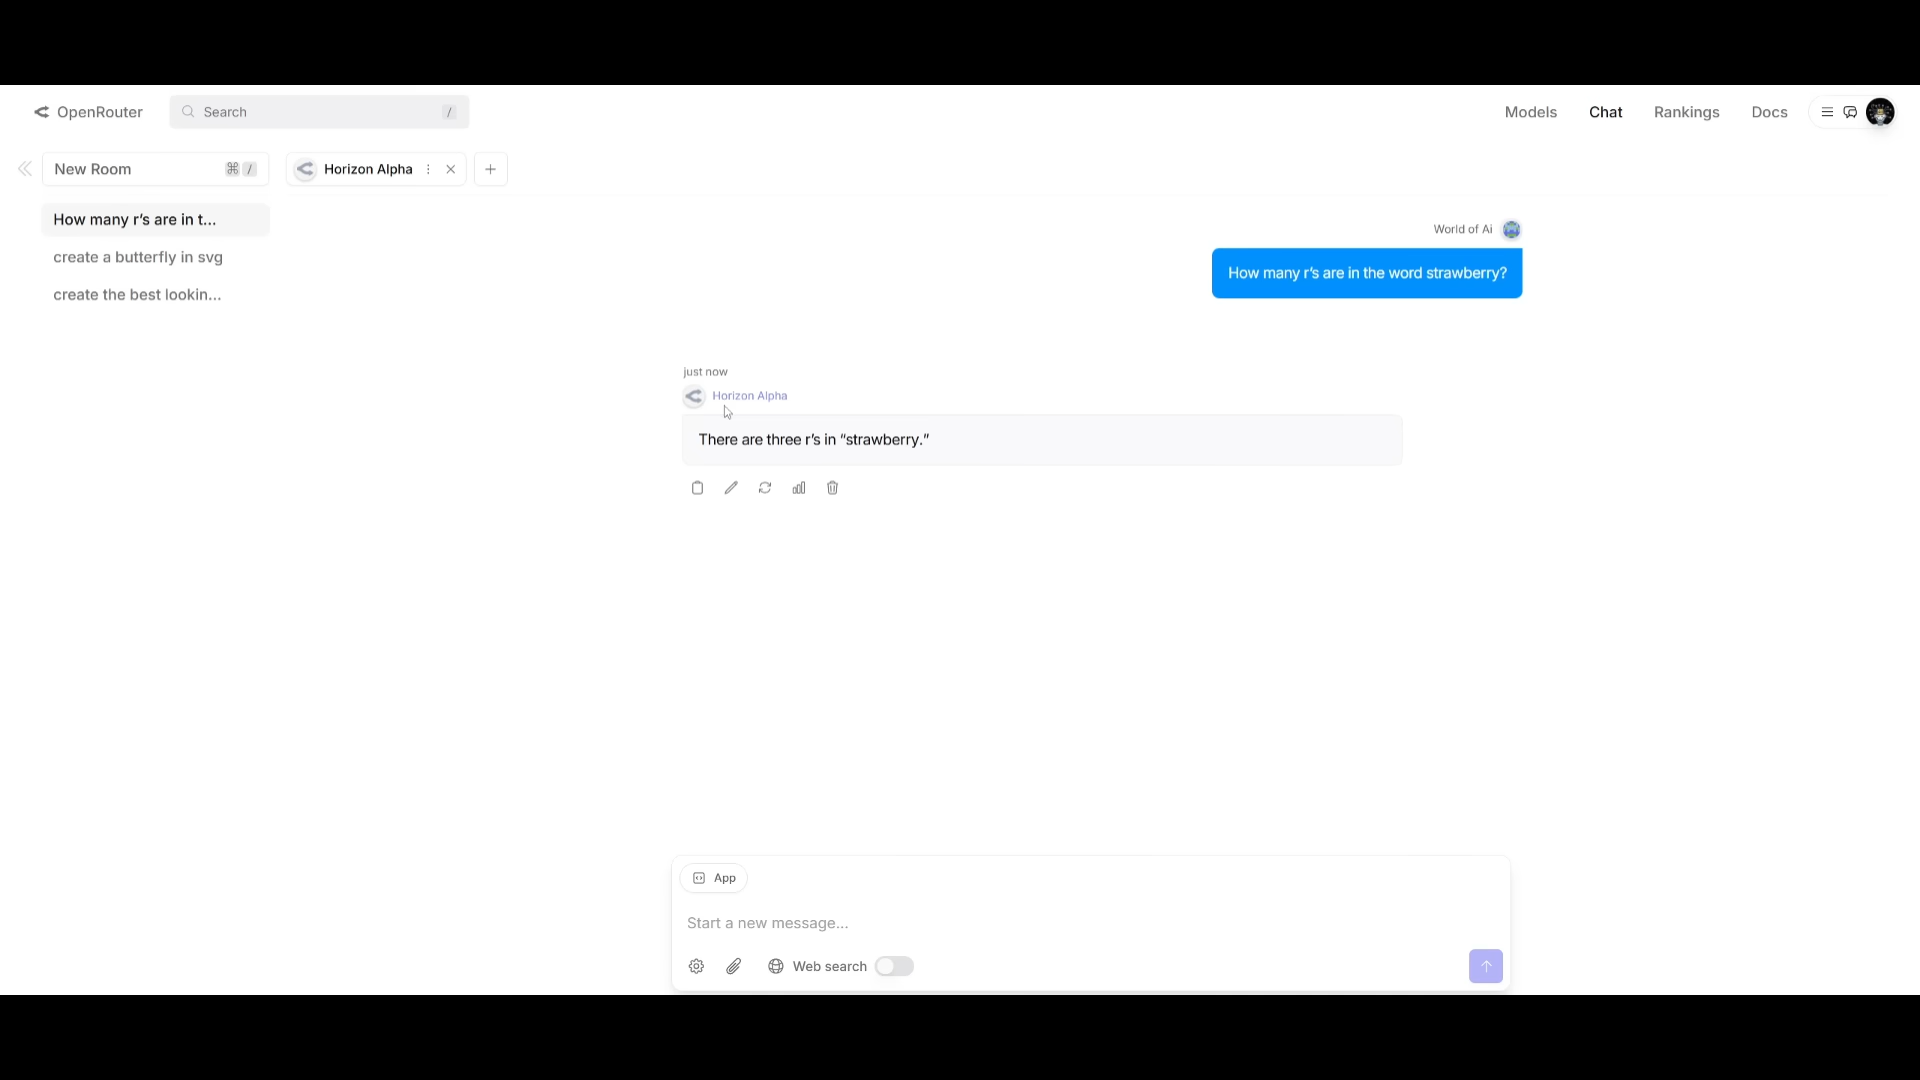 OpenRouter
Search
/
Models
Chat
Rankings
Docs
New Room
⌘ /
Horizon Alpha
How many r’s are in t...
create a butterfly in svg
create the best lookin...
World of Ai
How many r’s are in the word strawberry?
just now
Horizon Alpha
There are three r’s in “strawberry.”
App
Start a new message...
Web search